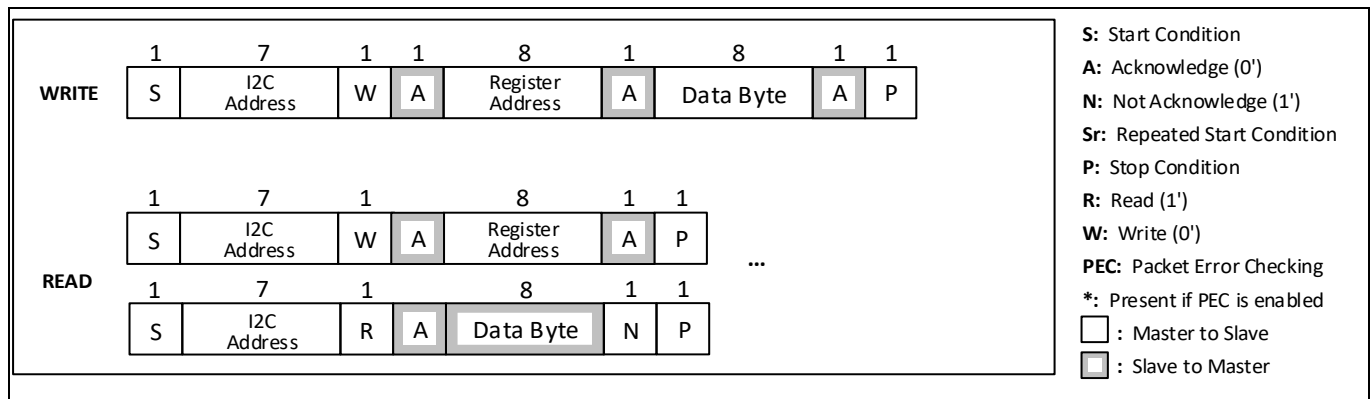 1 7 1 1 8 1 8 1 1
WRITE S I2C Address W A Register Address A Data Byte A P
1 7 1 8 1 1
READ
S I2C Address W A Register Address A P
...
1 7 1 8 1 1
S I2C Address R A Data Byte N P
S: Start Condition
A: Acknowledge (0')
N: Not Acknowledge (1')
Sr: Repeated Start Condition
P: Stop Condition
R: Read (1')
W: Write (0')
PEC: Packet Error Checking
*: Present if PEC is enabled
: Master to Slave
: Slave to Master